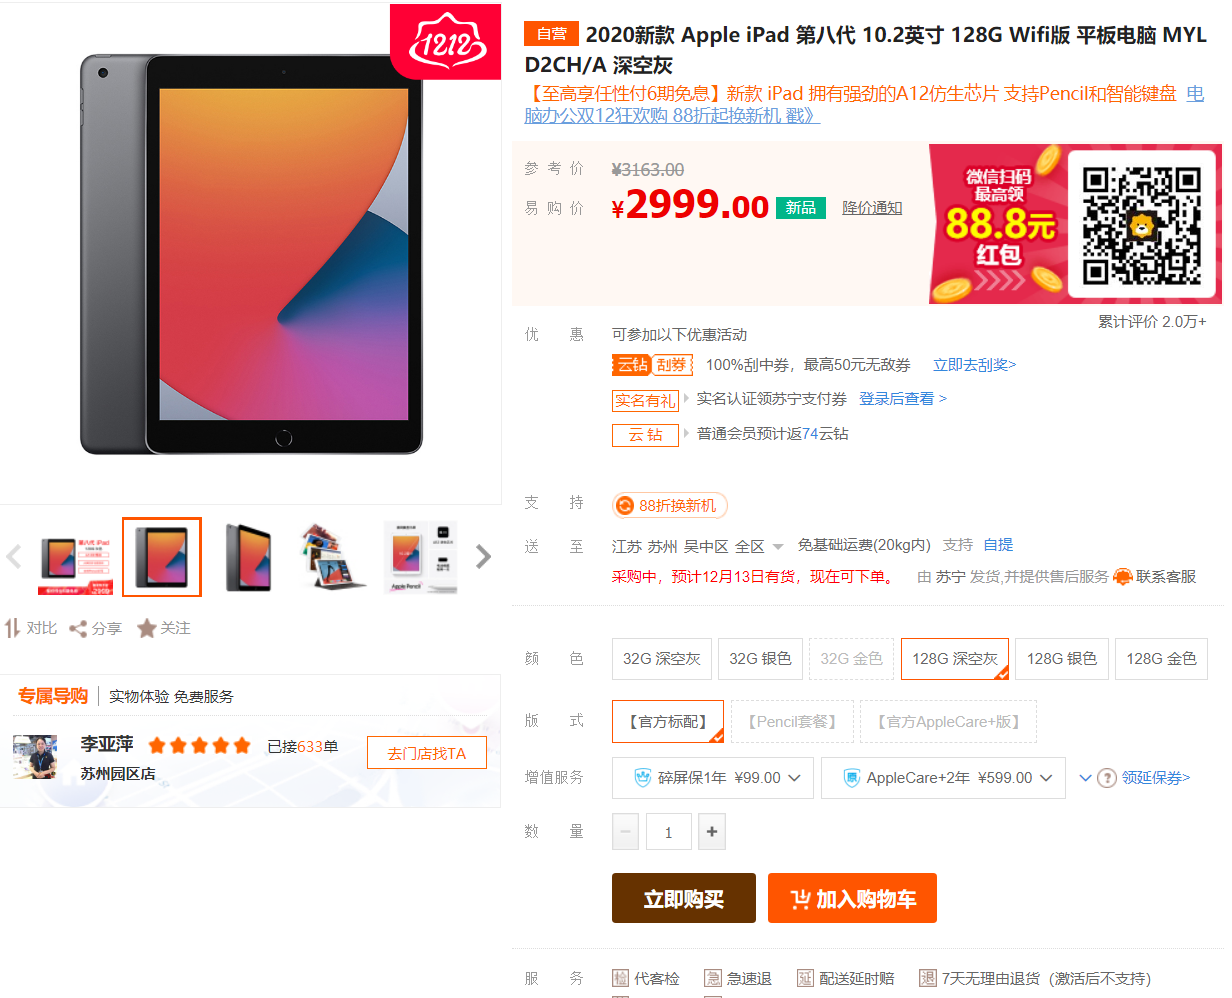 1212
自营 2020新款 Apple iPad 第八代 10.2英寸 128G Wifi版 平板电脑 MYL
D2CH/A 深空灰
【至高享任性付6期免息】新款 iPad 拥有强劲的A12仿生芯片 支持Pencil和智能键盘 电
脑办公双12狂欢购 88折起换新机 戳》
参考价 ¥3163.00
易购价 ¥2999.00 新品 降价通知
微信扫码
最高领
88.8元
红包
累计评价 2.0万+
优惠 可参加以下优惠活动
云钻 刮券 100%刮中券，最高50元无敌券 立即去刮奖>
实名有礼 实名认证领苏宁支付券 登录后查看 >
云钻 普通会员预计返74云钻
支持 88折换新机
送至 江苏 苏州 吴中区 全区 免基础运费(20kg内) 支持 自提
采购中，预计12月13日有货，现在可下单。 由 苏宁 发货,并提供售后服务 联系客服
第八代 iPad
Apple Pencil
对比 分享 关注
专属导购 实物体验 免费服务
李亚萍 已接633单 去门店找TA
苏州园区店
颜色 32G 深空灰 32G 银色 32G 金色 128G 深空灰 128G 银色 128G 金色
版式 【官方标配】 【Pencil套餐】 【官方AppleCare+版】
增值服务 碎屏保1年 ¥99.00 原 AppleCare+2年 ¥599.00 ? 领延保券>
数量 − 1 +
立即购买 加入购物车
服务 检 代客检 急 急速退 延 配送延时赔 退 7天无理由退货 (激活后不支持)